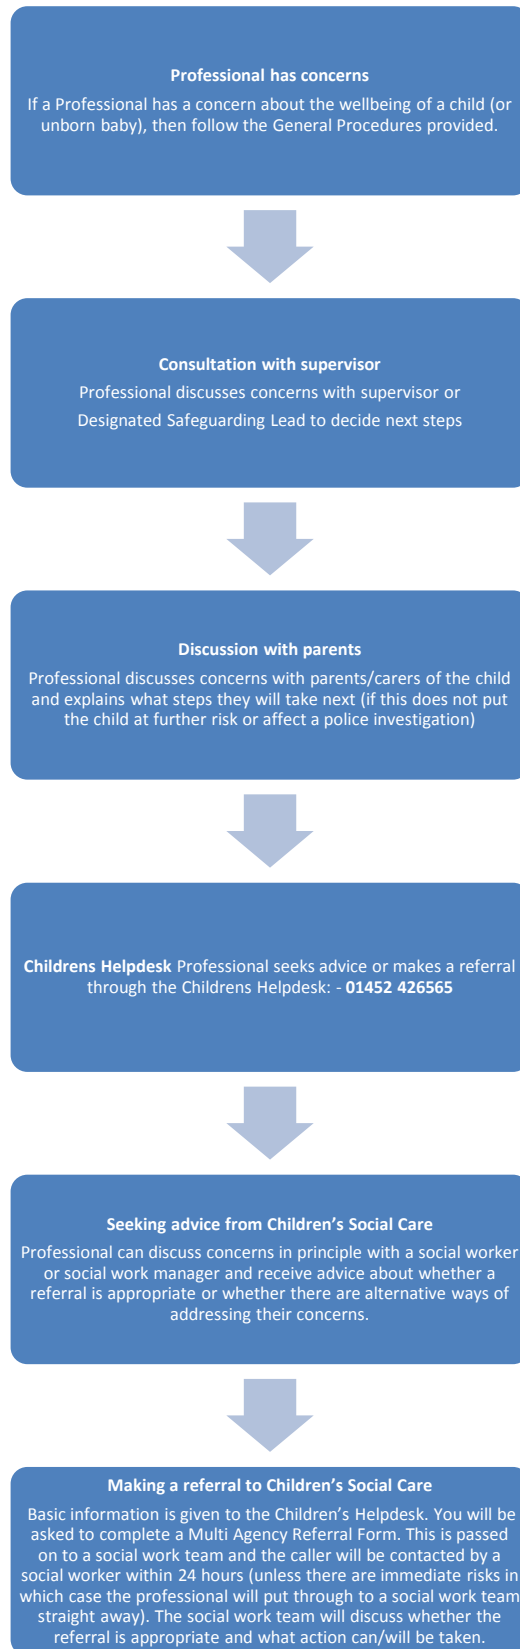 Professional has concerns
If a Professional has a concern about the wellbeing of a child (or
unborn baby), then follow the General Procedures provided.
Consultation with supervisor
Professional discusses concerns with supervisor or
Designated Safeguarding Lead to decide next steps
Discussion with parents
Professional discusses concerns with parents/carers of the child
and explains what steps they will take next (if this does not put
the child at further risk or affect a police investigation)
Childrens Helpdesk Professional seeks advice or makes a referral
through the Childrens Helpdesk: - 01452 426565
Seeking advice from Children's Social Care
Professional can discuss concerns in principle with a social worker
or social work manager and receive advice about whether a
referral is appropriate or whether there are alternative ways of
addressing their concerns.
Making a referral to Children's Social Care
Basic information is given to the Children's Helpdesk. You will be
asked to complete a Multi Agency Referral Form. This is passed
on to a social work team and the caller will be contacted by a
social worker within 24 hours (unless there are immediate risks in
which case the professional will put through to a social work team
straight away). The social work team will discuss whether the
referral is appropriate and what action can/will be taken.